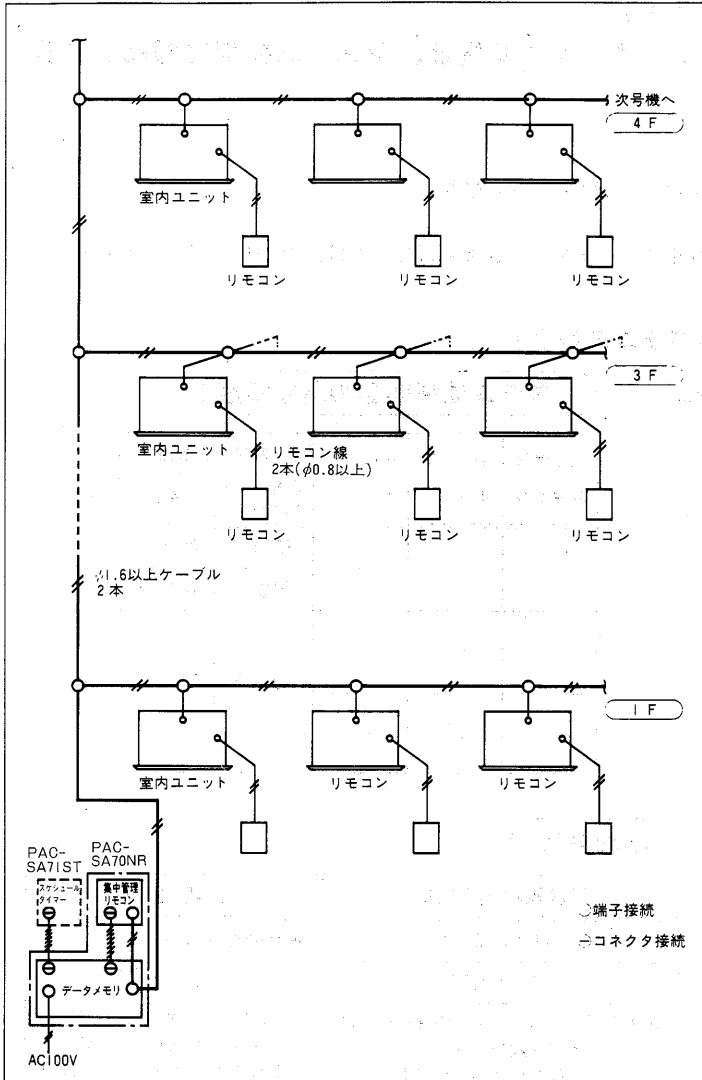 次号機へ
4 F
室内ユニット
リモコン
リモコン
リモコン
3 F
室内ユニット
リモコン線
2本(φ0.8以上)
リモコン
リモコン
リモコン
φ1.6以上ケーブル
2本
1 F
室内ユニット
リモコン
リモコン
PAC-
SA71ST
PAC-
SA70NR
スケジュール
タイマー
集中管理
リモコン
データメモリ
AC100V
端子接続
コネクタ接続